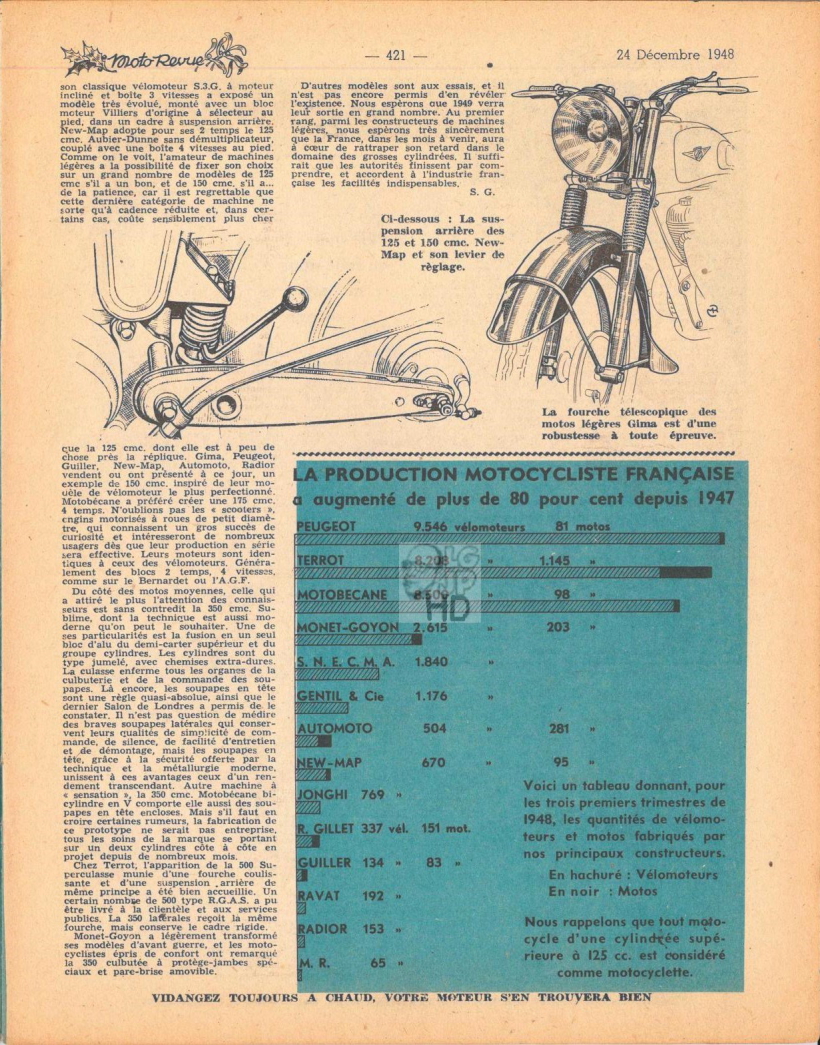 Moto Revue
— 421 —
24 Décembre 1948
son classique vélomoteur S.3.G. à moteur
incliné et boîte 3 vitesses a exposé un
modèle très évolué, monté avec un bloc
moteur Villiers d'origine à sélecteur au
pied, dans un cadre à suspension arrière.
New-Map adopte pour ses 2 temps le 125
cmc. Aubier-Dunne sans démultiplicateur,
couplé avec une boîte 4 vitesses au pied.
Comme on le voit, l'amateur de machines
légères a la possibilité de fixer son choix
sur un grand nombre de modèles de 125
cmc s'il a un bon, et de 150 cmc. s'il a...
de la patience, car il est regrettable que
cette dernière catégorie de machine ne
sorte qu'à cadence réduite et, dans cer-
tains cas, coûte sensiblement plus cher
D'autres modèles sont aux essais, et il
n'est pas encore permis d'en révéler
l'existence. Nous espérons que 1949 verra
leur sortie en grand nombre. Au premier
rang, parmi les constructeurs de machines
légères, nous espérons très sincèrement
que la France, dans les mois à venir, aura
à cœur de rattraper son retard dans le
domaine des grosses cylindrées. Il suffi-
rait que les autorités finissent par com-
prendre, et accordent à l'industrie fran-
çaise les facilités indispensables.
S. G.
Ci-dessous : La sus-
pension arrière des
125 et 150 cmc. New-
Map et son levier de
règlage.
La fourche télescopique des
motos légères Gima est d'une
robustesse à toute épreuve.
que la 125 cmc. dont elle est à peu de
chose près la réplique. Gima, Peugeot,
Guiller, New-Map, Automoto, Radior
vendent ou ont présenté à ce jour, un
exemple de 150 cmc. inspiré de leur mo-
dèle de vélomoteur le plus perfectionné.
Motobécane a préféré créer une 175 cmc.
4 temps. N'oublions pas les « scooters »,
engins motorisés à roues de petit diamè-
tre, qui connaissent un gros succès de
curiosité et intéresseront de nombreux
usagers dès que leur production en série
sera effective. Leurs moteurs sont iden-
tiques à ceux des vélomoteurs. Généra-
lement des blocs 2 temps, 4 vitesses,
comme sur le Bernardet ou l'A.G.F.
Du côté des motos moyennes, celle qui
a attiré le plus l'attention des connais-
seurs est sans contredit la 350 cmc. Su-
blime, dont la technique est aussi mo-
derne qu'on peut le souhaiter. Une de
ses particularités est la fusion en un seul
bloc d'alu du demi-carter supérieur et du
groupe cylindres. Les cylindres sont du
type jumelé, avec chemises extra-dures.
La culasse enferme tous les organes de la
culbuterie et de la commande des sou-
papes. Là encore, les soupapes en tête
sont une règle quasi-absolue, ainsi que le
dernier Salon de Londres a permis de le
constater. Il n'est pas question de médire
des braves soupapes latérales qui conser-
vent leurs qualités de simplicité de com-
mande, de silence, de facilité d'entretien
et de démontage, mais les soupapes en
tête, grâce à la sécurité offerte par la
technique et la métallurgie moderne,
unissent à ces avantages ceux d'un ren-
dement transcendant. Autre machine à
« sensation », la 350 cmc. Motobécane bi-
cylindre en V comporte elle aussi des sou-
papes en tête encloses. Mais s'il faut en
croire certaines rumeurs, la fabrication de
ce prototype ne serait pas entreprise,
tous les soins de la marque se portant
sur un deux cylindres côte à côte en
projet depuis de nombreux mois.
Chez Terrot, l'apparition de la 500 Su-
perculasse munie d'une fourche coulis-
sante et d'une suspension arrière de
même principe a été bien accueillie. Un
certain nombre de 500 type R.G.A.S. a pu
être livré à la clientèle et aux services
publics. La 350 latérales reçoit la même
fourche, mais conserve le cadre rigide.
Monet-Goyon a légèrement transformé
ses modèles d'avant guerre, et les moto-
cyclistes épris de confort ont remarqué
la 350 culbutée à protège-jambes spé-
ciaux et pare-brise amovible.
LA PRODUCTION MOTOCYCLISTE FRANÇAISE
a augmenté de plus de 80 pour cent depuis 1947
PEUGEOT 9.546 vélomoteurs 81 motos
TERROT 8.298 " 1.145 "
MOTOBECANE 8.509 " 98 "
MONET-GOYON 2.615 " 203 "
S. N. E. C. M. A. 1.840 "
GENTIL & Cie 1.176 "
AUTOMOTO 504 " 281 "
NEW-MAP 670 " 95 "
JONGHI 769 "
R. GILLET 337 vél. 151 mot.
GUILLER 134 " 83 "
RAVAT 192 "
RADIOR 153 "
M. R. 65 "
BIG
MP
HD
Voici un tableau donnant, pour
les trois premiers trimestres de
1948, les quantités de vélomo-
teurs et motos fabriqués par
nos principaux constructeurs.
En hachuré : Vélomoteurs
En noir : Motos
Nous rappelons que tout moto-
cycle d'une cylindrée supé-
rieure à 125 cc. est considéré
comme motocyclette.
VIDANGEZ TOUJOURS A CHAUD, VOTRE MOTEUR S'EN TROUVERA BIEN